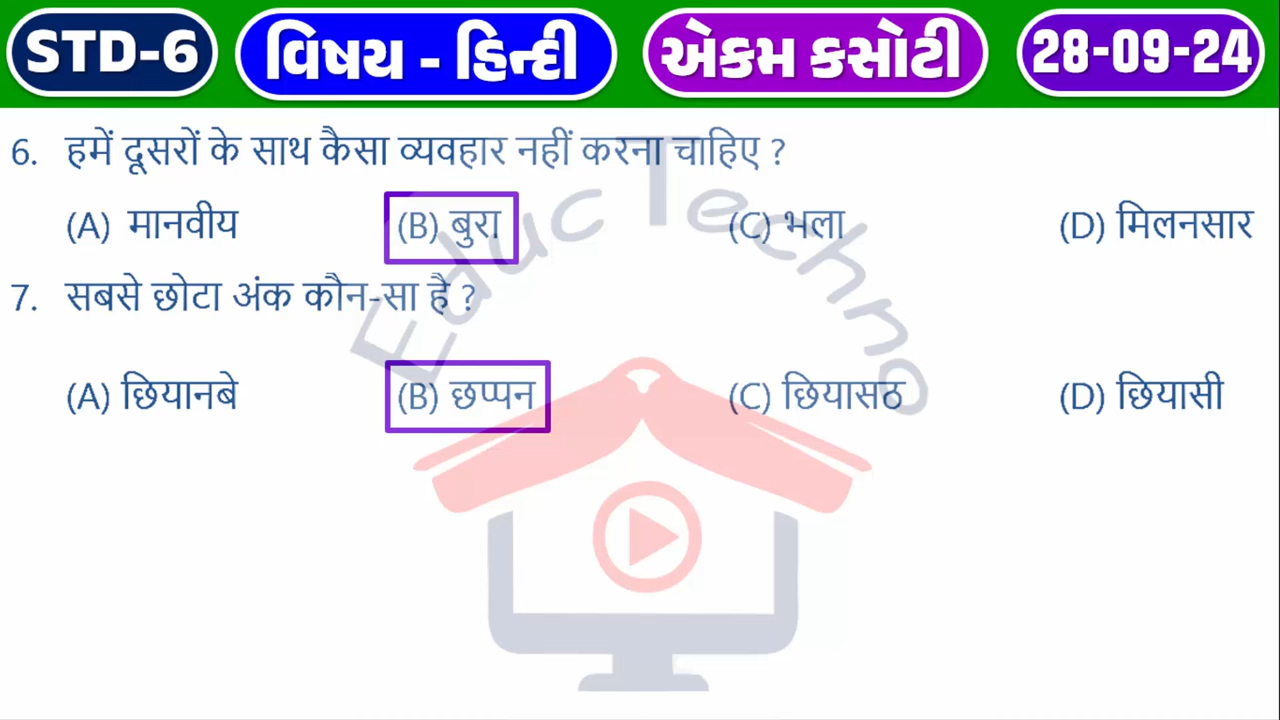 STD-6 વિષય - હિન્દી એકમ કસોટી 28-09-24
6. हमें दूसरों के साथ कैसा व्यवहार नहीं करना चाहिए ?
(A) मानवीय (B) बुरा (C) भला (D) मिलनसार
7. सबसे छोटा अंक कौन-सा है ?
(A) छियानबे (B) छप्पन (C) छियासठ (D) छियासी
EducTechno